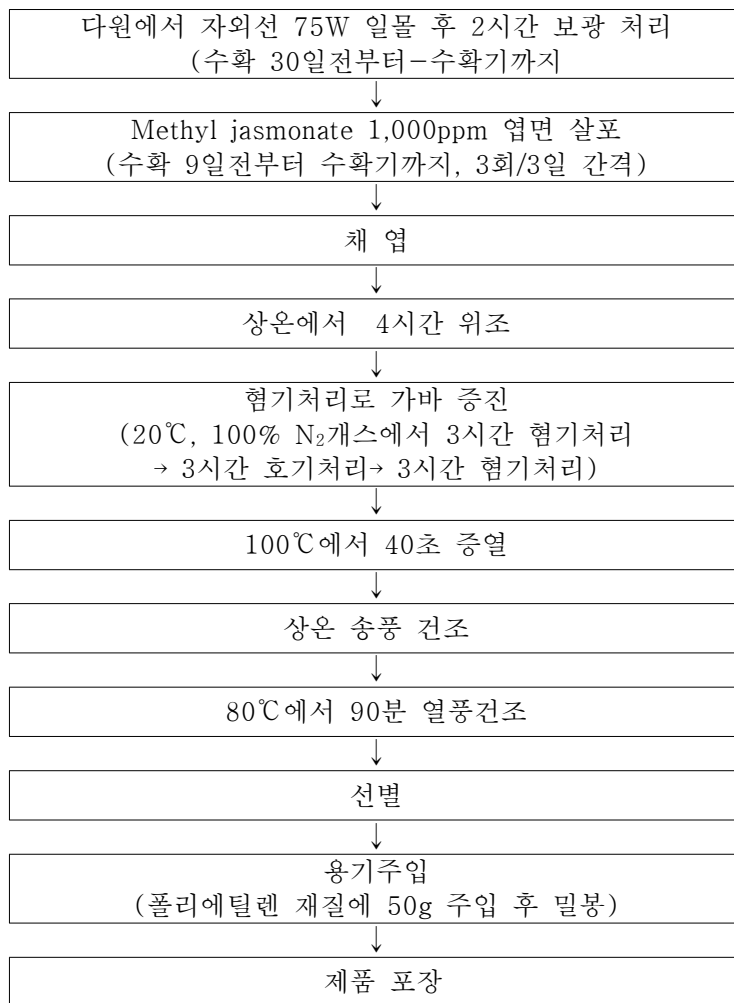 다원에서 자외선 75W 일몰 후 2시간 보광 처리
(수확 30일전부터-수확기까지
↓
Methyl jasmonate 1,000ppm 엽면 살포
(수확 9일전부터 수확기까지, 3회/3일 간격)
↓
채 엽
↓
상온에서 4시간 위조
↓
혐기처리로 가바 증진
(20℃, 100% N₂개스에서 3시간 혐기처리
→ 3시간 호기처리→ 3시간 혐기처리)
↓
100℃에서 40초 증열
↓
상온 송풍 건조
↓
80℃에서 90분 열풍건조
↓
선별
↓
용기주입
(폴리에틸렌 재질에 50g 주입 후 밀봉)
↓
제품 포장